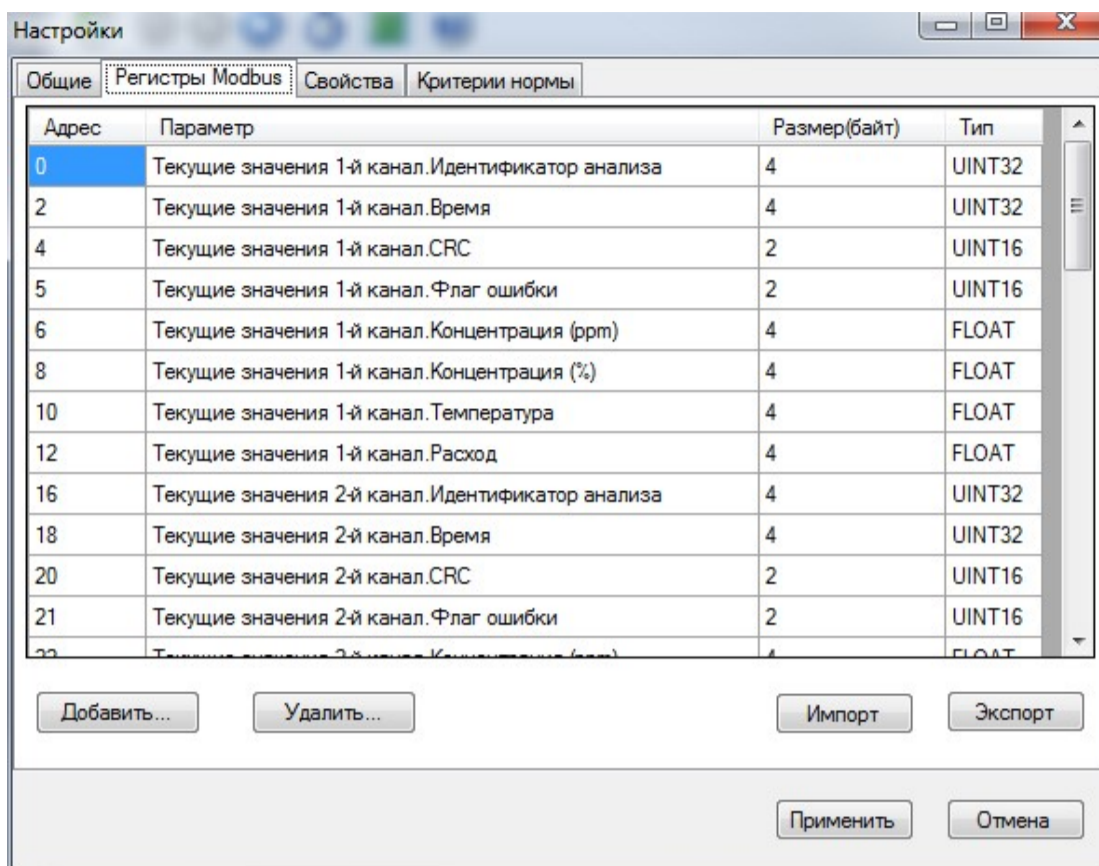 Настройки
Общие Регистры Modbus Свойства Критерии нормы
Адрес Параметр Размер(байт) Тип
0 Текущие значения 1-й канал.Идентификатор анализа 4 UINT32
2 Текущие значения 1-й канал.Время 4 UINT32
4 Текущие значения 1-й канал.CRC 2 UINT16
5 Текущие значения 1-й канал.Флаг ошибки 2 UINT16
6 Текущие значения 1-й канал.Концентрация (ppm) 4 FLOAT
8 Текущие значения 1-й канал.Концентрация (%) 4 FLOAT
10 Текущие значения 1-й канал.Температура 4 FLOAT
12 Текущие значения 1-й канал.Расход 4 FLOAT
16 Текущие значения 2-й канал.Идентификатор анализа 4 UINT32
18 Текущие значения 2-й канал.Время 4 UINT32
20 Текущие значения 2-й канал.CRC 2 UINT16
21 Текущие значения 2-й канал.Флаг ошибки 2 UINT16
Добавить... Удалить... Импорт Экспорт
Применить Отмена